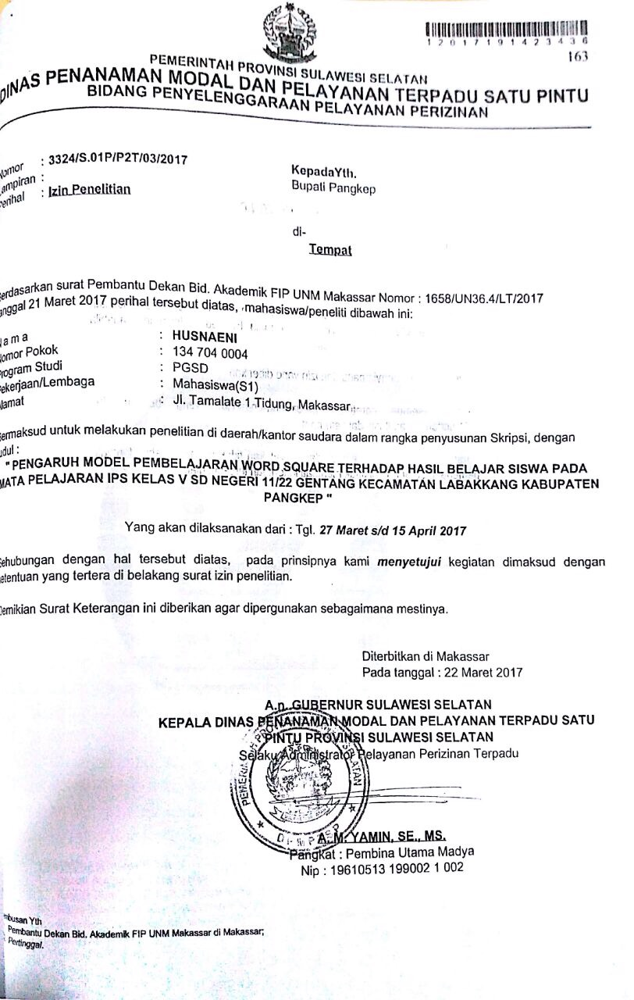 1 2 0 1 7 1 9 1 4 2 3 4 3 6
163
PEMERINTAH PROVINSI SULAWESI SELATAN
DINAS PENANAMAN MODAL DAN PELAYANAN TERPADU SATU PINTU
BIDANG PENYELENGGARAAN PELAYANAN PERIZINAN
Nomor : 3324/S.01P/P2T/03/2017
ampiran :
erihal : Izin Penelitian
KepadaYth.
Bupati Pangkep
di-
Tempat
erdasarkan surat Pembantu Dekan Bid. Akademik FIP UNM Makassar Nomor : 1658/UN36.4/LT/2017
anggal 21 Maret 2017 perihal tersebut diatas, mahasiswa/peneliti dibawah ini:
N a m a : HUSNAENI
omor Pokok : 134 704 0004
Program Studi : PGSD
ekerjaan/Lembaga : Mahasiswa(S1)
lamat : Jl. Tamalate 1 Tidung, Makassar
Bermaksud untuk melakukan penelitian di daerah/kantor saudara dalam rangka penyusunan Skripsi, dengan
udul :
" PENGARUH MODEL PEMBELAJARAN WORD SQUARE TERHADAP HASIL BELAJAR SISWA PADA
MATA PELAJARAN IPS KELAS V SD NEGERI 11/22 GENTANG KECAMATAN LABAKKANG KABUPATEN
PANGKEP "
Yang akan dilaksanakan dari : Tgl. 27 Maret s/d 15 April 2017
Sehubungan dengan hal tersebut diatas, pada prinsipnya kami menyetujui kegiatan dimaksud dengan
ketentuan yang tertera di belakang surat izin penelitian.
Demikian Surat Keterangan ini diberikan agar dipergunakan sebagaimana mestinya.
Diterbitkan di Makassar
Pada tanggal : 22 Maret 2017
A.n. GUBERNUR SULAWESI SELATAN
KEPALA DINAS PENANAMAN MODAL DAN PELAYANAN TERPADU SATU
PINTU PROVINSI SULAWESI SELATAN
Selaku Administrator Pelayanan Perizinan Terpadu
A. M. YAMIN, SE., MS.
Pangkat : Pembina Utama Madya
Nip : 19610513 199002 1 002
mbusan Yth
Pembantu Dekan Bid. Akademik FIP UNM Makassar di Makassar;
Pertinggal.